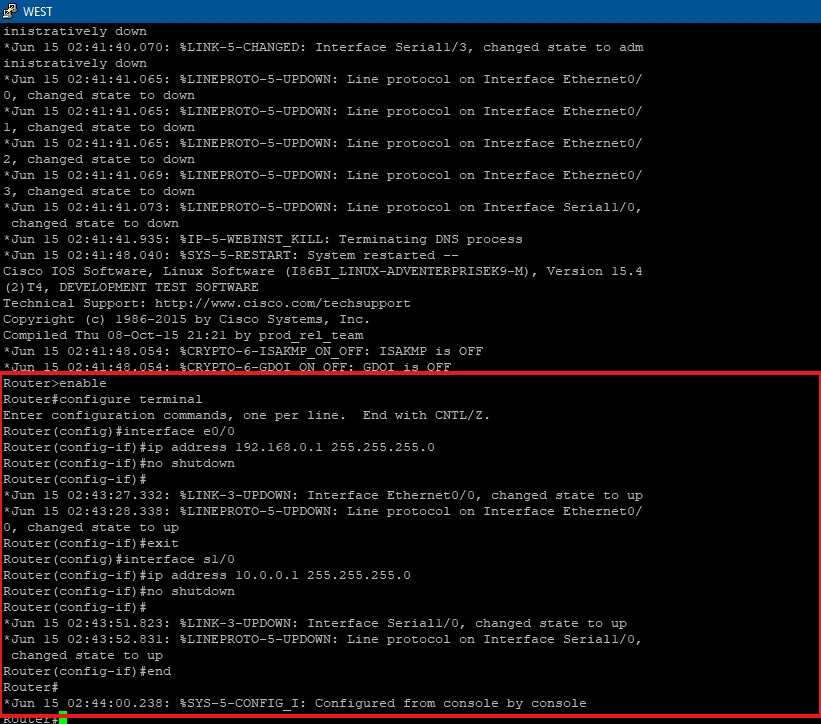 WEST
inistratively down
*Jun 15 02:41:40.070: %LINK-5-CHANGED: Interface Serial1/3, changed state to adm
inistratively down
*Jun 15 02:41:41.065: %LINEPROTO-5-UPDOWN: Line protocol on Interface Ethernet0/
0, changed state to down
*Jun 15 02:41:41.065: %LINEPROTO-5-UPDOWN: Line protocol on Interface Ethernet0/
1, changed state to down
*Jun 15 02:41:41.065: %LINEPROTO-5-UPDOWN: Line protocol on Interface Ethernet0/
2, changed state to down
*Jun 15 02:41:41.069: %LINEPROTO-5-UPDOWN: Line protocol on Interface Ethernet0/
3, changed state to down
*Jun 15 02:41:41.073: %LINEPROTO-5-UPDOWN: Line protocol on Interface Serial1/0,
 changed state to down
*Jun 15 02:41:41.935: %IP-5-WEBINST_KILL: Terminating DNS process
*Jun 15 02:41:48.040: %SYS-5-RESTART: System restarted --
Cisco IOS Software, Linux Software (I86BI_LINUX-ADVENTERPRISEK9-M), Version 15.4
(2)T4, DEVELOPMENT TEST SOFTWARE
Technical Support: http://www.cisco.com/techsupport
Copyright (c) 1986-2015 by Cisco Systems, Inc.
Compiled Thu 08-Oct-15 21:21 by prod_rel_team
*Jun 15 02:41:48.054: %CRYPTO-6-ISAKMP_ON_OFF: ISAKMP is OFF
*Jun 15 02:41:48.054: %CRYPTO-6-GDOI_ON_OFF: GDOI is OFF
Router>enable
Router#configure terminal
Enter configuration commands, one per line.  End with CNTL/Z.
Router(config)#interface e0/0
Router(config-if)#ip address 192.168.0.1 255.255.255.0
Router(config-if)#no shutdown
Router(config-if)#
*Jun 15 02:43:27.332: %LINK-3-UPDOWN: Interface Ethernet0/0, changed state to up
*Jun 15 02:43:28.338: %LINEPROTO-5-UPDOWN: Line protocol on Interface Ethernet0/
0, changed state to up
Router(config-if)#exit
Router(config)#interface s1/0
Router(config-if)#ip address 10.0.0.1 255.255.255.0
Router(config-if)#no shutdown
Router(config-if)#
*Jun 15 02:43:51.823: %LINK-3-UPDOWN: Interface Serial1/0, changed state to up
*Jun 15 02:43:52.831: %LINEPROTO-5-UPDOWN: Line protocol on Interface Serial1/0,
 changed state to up
Router(config-if)#end
Router#
*Jun 15 02:44:00.238: %SYS-5-CONFIG_I: Configured from console by console
Router#